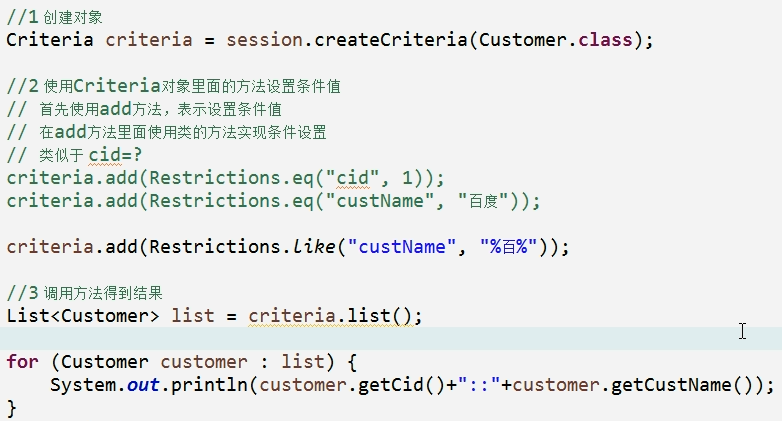 //1 创建对象
Criteria criteria = session.createCriteria(Customer.class);
//2 使用Criteria对象里面的方法设置条件值
// 首先使用add方法，表示设置条件值
// 在add方法里面使用类的方法实现条件设置
// 类似于 cid=?
criteria.add(Restrictions.eq("cid", 1));
criteria.add(Restrictions.eq("custName", "百度"));
criteria.add(Restrictions.like("custName", "%百%"));
//3 调用方法得到结果
List<Customer> list = criteria.list();
for (Customer customer : list) {
    System.out.println(customer.getCid()+"::"+customer.getCustName());
}